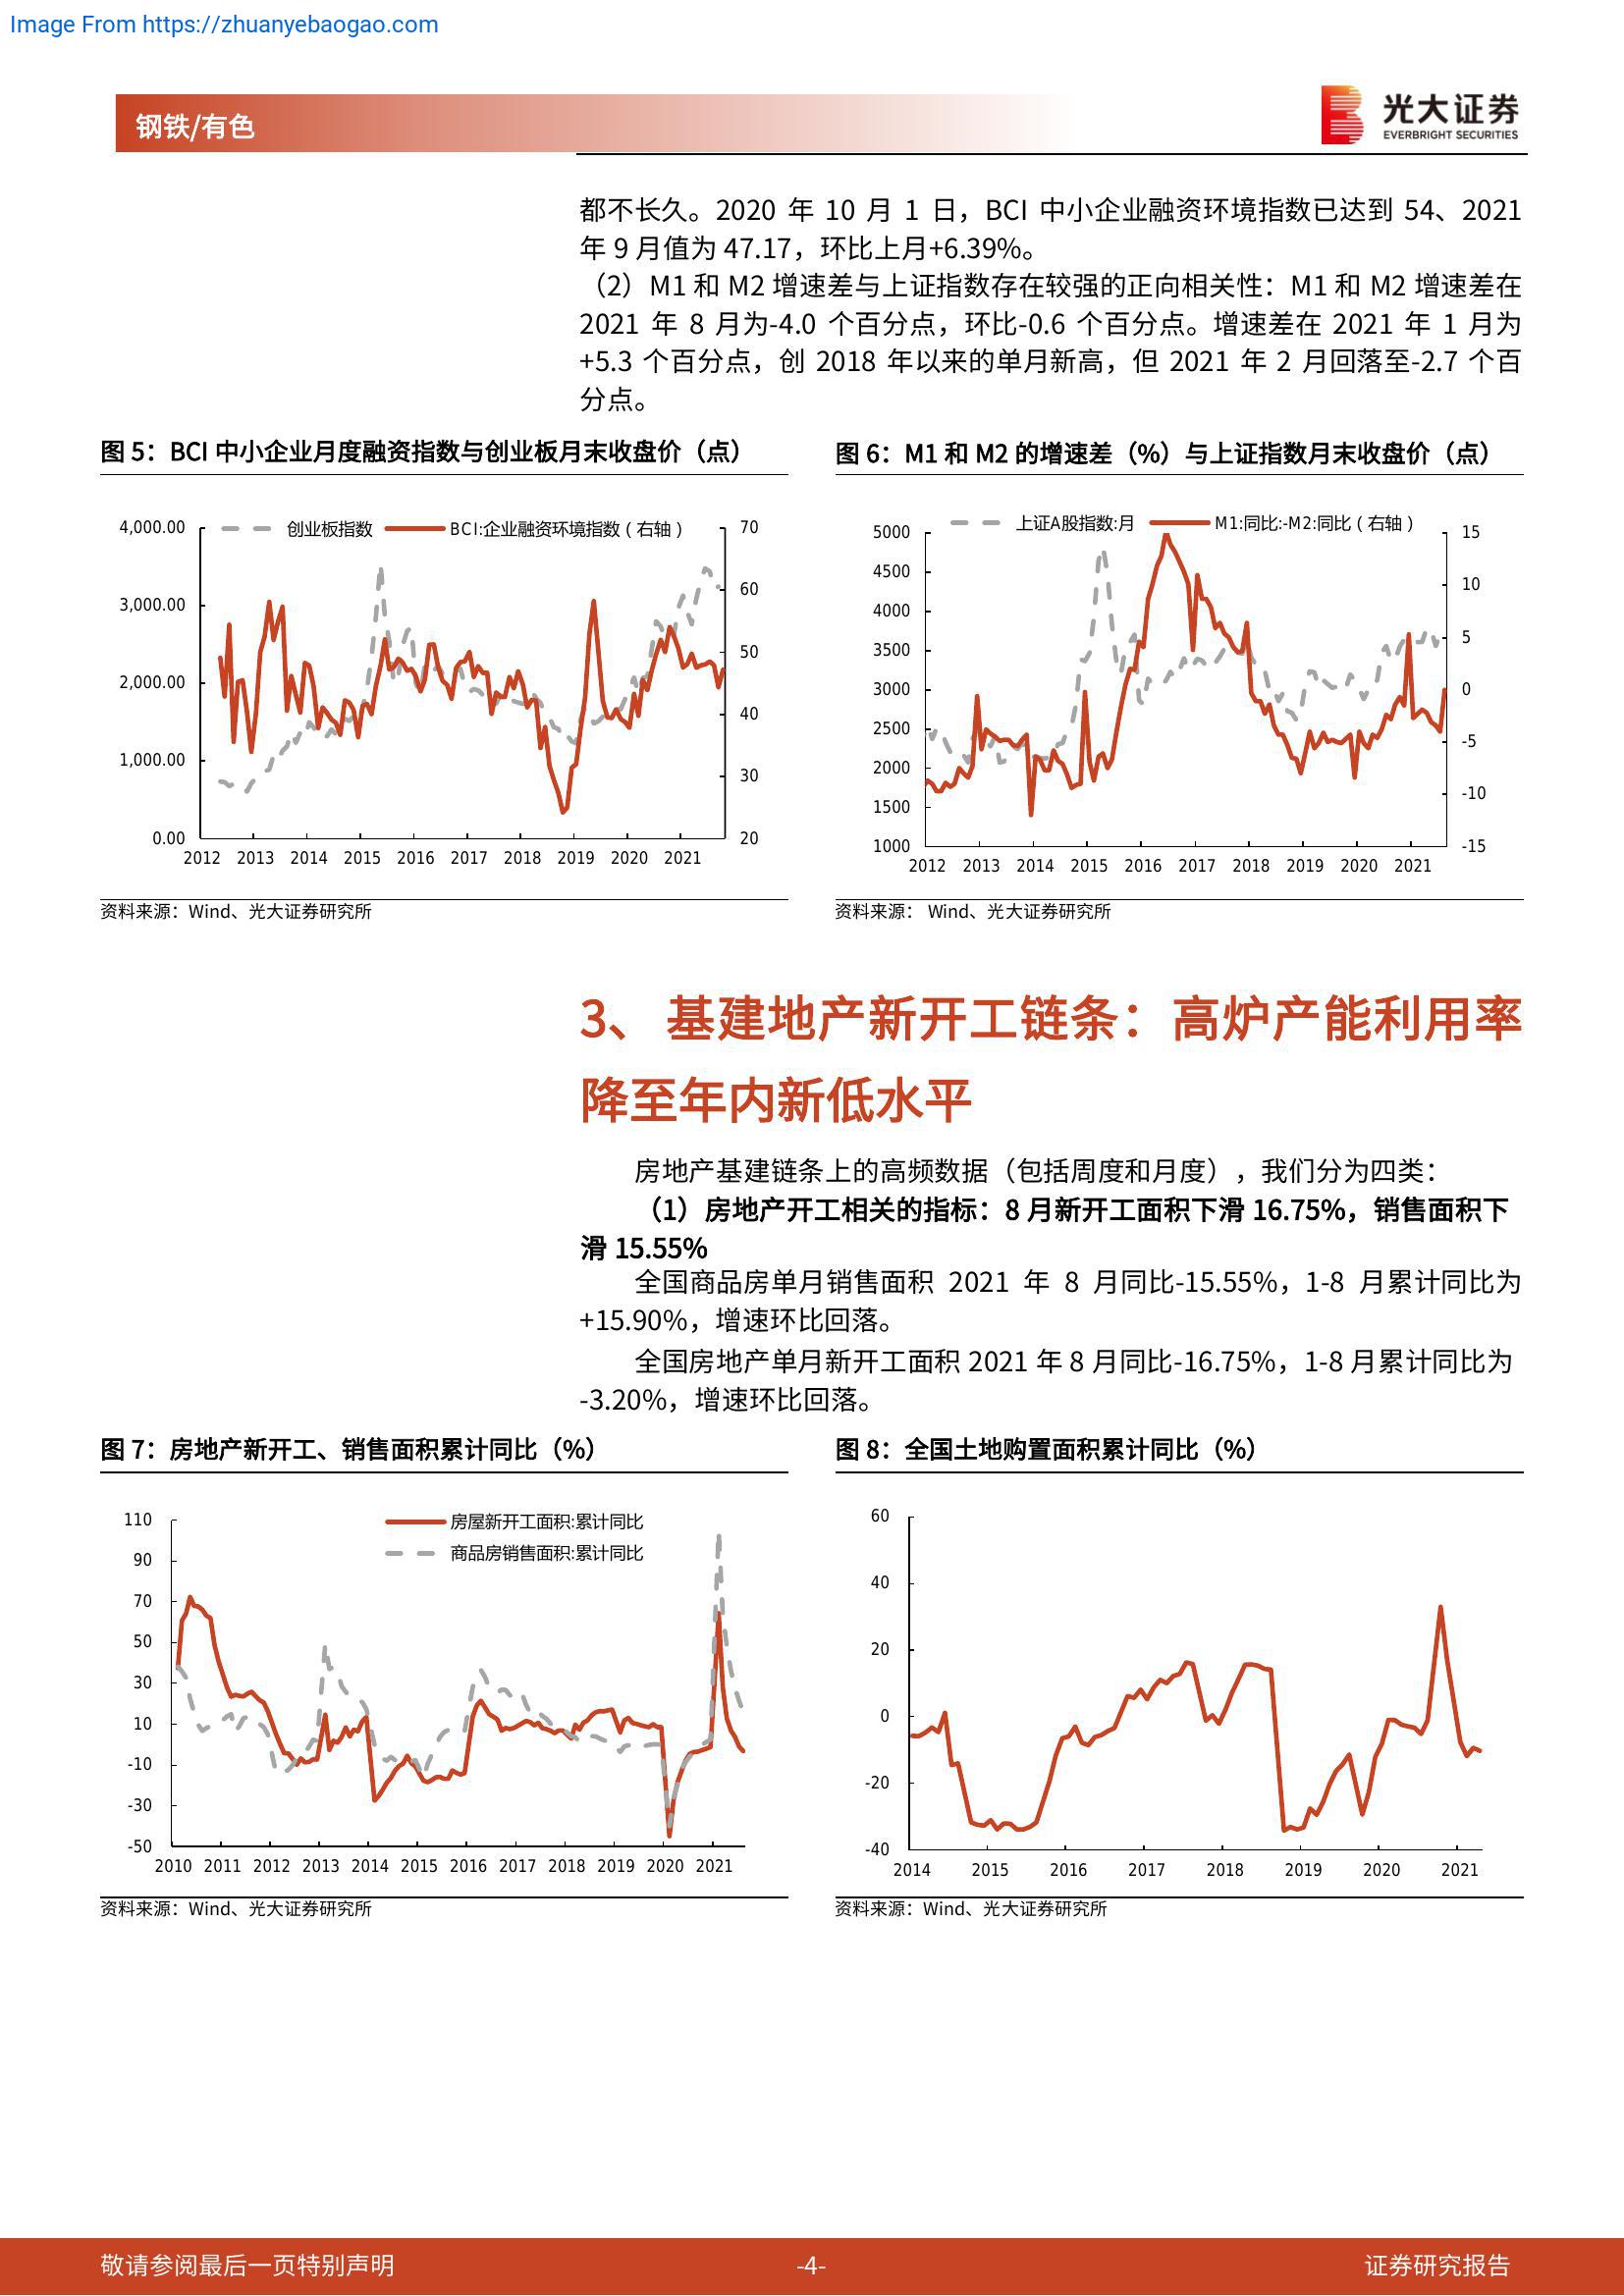 Image From https://zhuanyebaogao.com
钢铁/有色
光大证券
EVERBRIGHT SECURITIES
都不长久。2020 年 10 月 1 日，BCI 中小企业融资环境指数已达到 54、2021
年 9 月值为 47.17，环比上月+6.39%。
（2）M1 和 M2 增速差与上证指数存在较强的正向相关性：M1 和 M2 增速差在
2021 年 8 月为-4.0 个百分点，环比-0.6 个百分点。增速差在 2021 年 1 月为
+5.3 个百分点，创 2018 年以来的单月新高，但 2021 年 2 月回落至-2.7 个百
分点。
图 5：BCI 中小企业月度融资指数与创业板月末收盘价（点）
创业板指数
BCI:企业融资环境指数（右轴）
4,000.00
3,000.00
2,000.00
1,000.00
0.00
70
60
50
40
30
20
2012 2013 2014 2015 2016 2017 2018 2019 2020 2021
资料来源：Wind、光大证券研究所
图 6：M1 和 M2 的增速差（%）与上证指数月末收盘价（点）
上证A股指数:月
M1:同比:-M2:同比（右轴）
5000
4500
4000
3500
3000
2500
2000
1500
1000
15
10
5
0
-5
-10
-15
2012 2013 2014 2015 2016 2017 2018 2019 2020 2021
资料来源： Wind、光大证券研究所
3、 基建地产新开工链条：高炉产能利用率
降至年内新低水平
房地产基建链条上的高频数据（包括周度和月度），我们分为四类：
（1）房地产开工相关的指标：8 月新开工面积下滑 16.75%，销售面积下
滑 15.55%
全国商品房单月销售面积 2021 年 8 月同比-15.55%，1-8 月累计同比为
+15.90%，增速环比回落。
全国房地产单月新开工面积 2021 年 8 月同比-16.75%，1-8 月累计同比为
-3.20%，增速环比回落。
图 7：房地产新开工、销售面积累计同比（%）
房屋新开工面积:累计同比
商品房销售面积:累计同比
110
90
70
50
30
10
-10
-30
-50
2010 2011 2012 2013 2014 2015 2016 2017 2018 2019 2020 2021
资料来源：Wind、光大证券研究所
图 8：全国土地购置面积累计同比（%）
60
40
20
0
-20
-40
2014 2015 2016 2017 2018 2019 2020 2021
资料来源：Wind、光大证券研究所
敬请参阅最后一页特别声明
-4-
证券研究报告